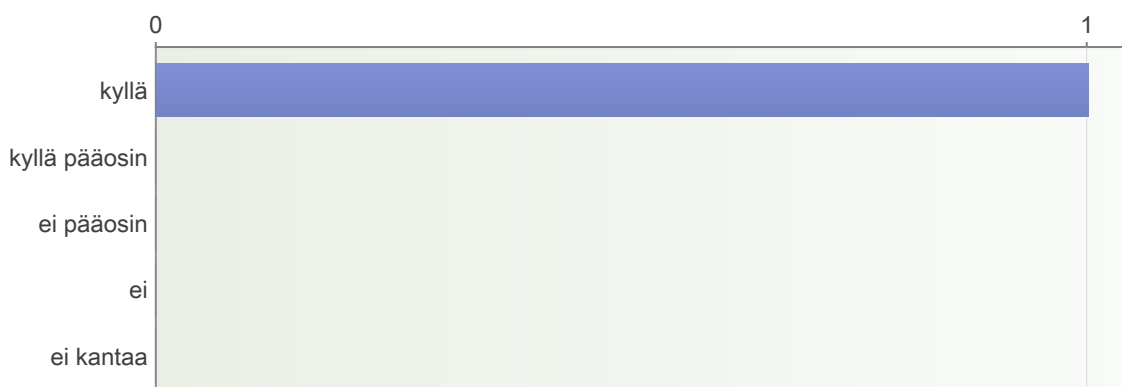 0 1
kyllä
kyllä pääosin
ei pääosin
ei
ei kantaa